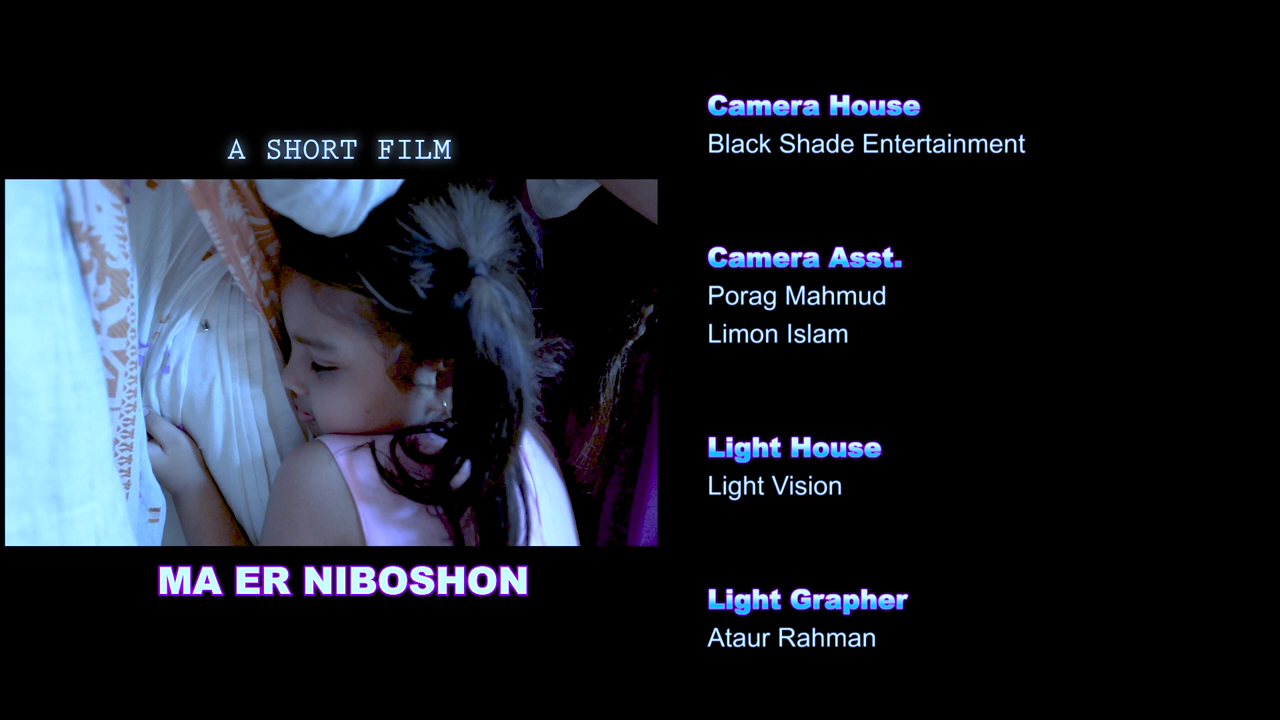 A SHORT FILM
MA ER NIBOSHON
Camera House
Black Shade Entertainment
Camera Asst.
Porag Mahmud
Limon Islam
Light House
Light Vision
Light Grapher
Ataur Rahman